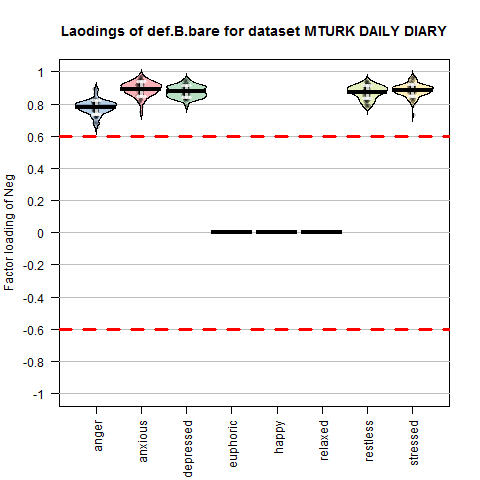 Laodings of def.B.bare for dataset MTURK DAILY DIARY
Factor loading of Neg
1
0.8
0.6
0.4
0.2
0
-0.2
-0.4
-0.6
-0.8
-1
anger
anxious
depressed
euphoric
happy
relaxed
restless
stressed